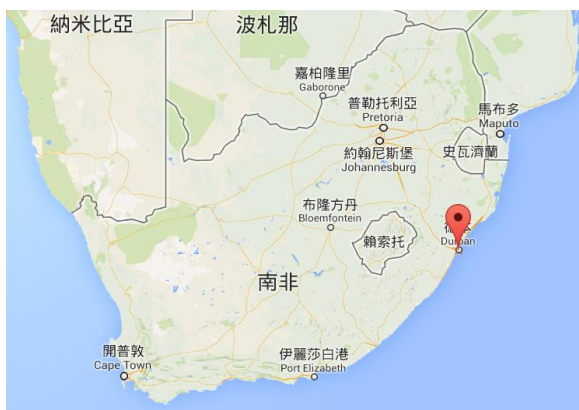 納米比亞
波札那
嘉柏隆里
Gaborone
普勒托利亞
Pretoria
馬布多
Maputo
約翰尼斯堡
Johannesburg
史瓦濟蘭
布隆方丹
Bloemfontein
賴索托
南非
開普敦
Cape Town
伊麗莎白港
Port Elizabeth